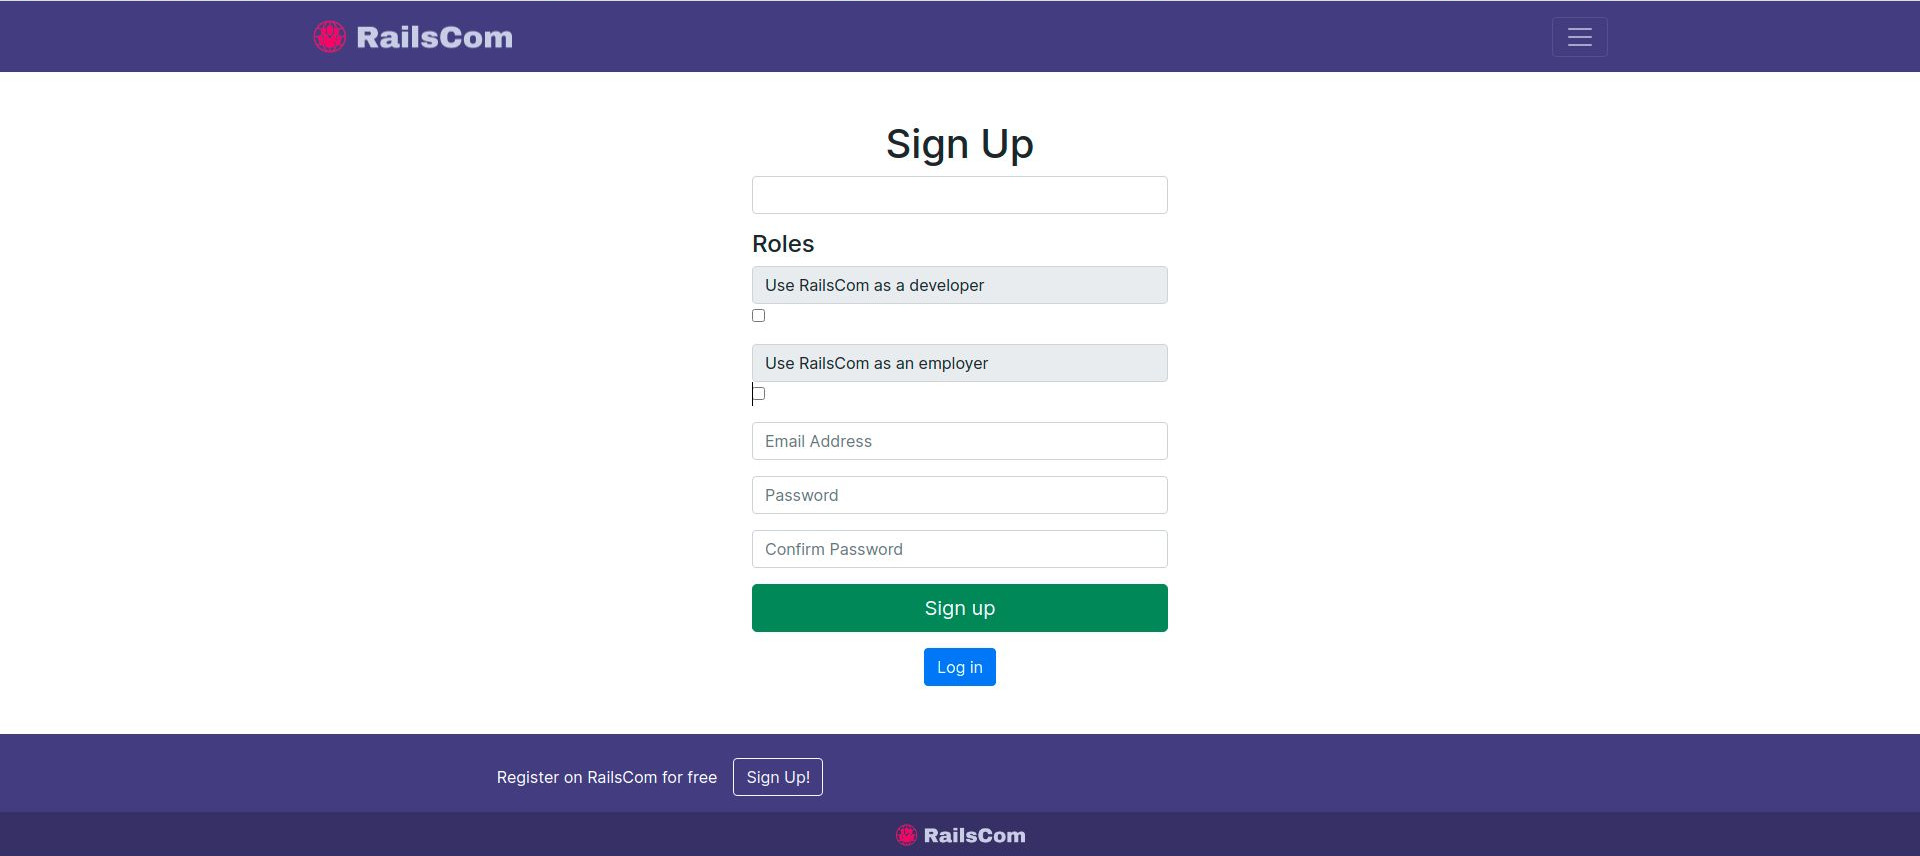 RailsCom
Sign Up
Roles
Use RailsCom as a developer
Use RailsCom as an employer
Email Address
Password
Confirm Password
Sign up
Log in
Register on RailsCom for free Sign Up!
RailsCom